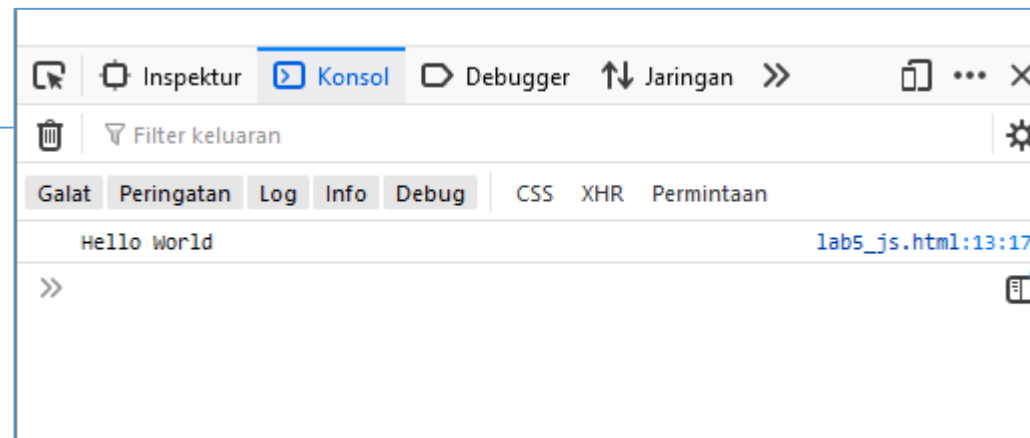 Inspektur Konsol Debugger Jaringan
Filter keluaran
Galat Peringatan Log Info Debug CSS XHR Permintaan
Hello World lab5_js.html:13:17